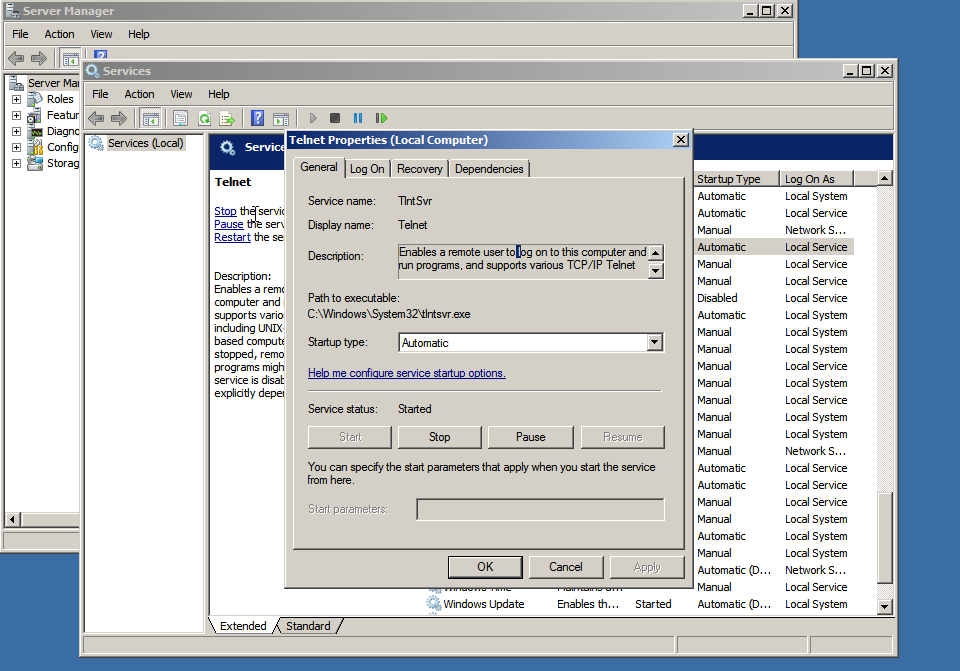 Server Manager
File Action View Help
Server Ma
Roles
Featur
Diagno
Config
Storag
Services
File Action View Help
Services (Local)
Service
Telnet
Stop the servic
Pause the serv
Restart the se
Description:
Enables a remo
computer and
supports vario
including UNIX
based compute
stopped, remo
programs migh
service is disab
explicitly depen
Telnet Properties (Local Computer)
General Log On Recovery Dependencies
Service name: TlntSvr
Display name: Telnet
Description: Enables a remote user to log on to this computer and
run programs, and supports various TCP/IP Telnet
Path to executable:
C:\Windows\System32\tlntsvr.exe
Startup type: Automatic
Help me configure service startup options.
Service status: Started
Start Stop Pause Resume
You can specify the start parameters that apply when you start the service
from here.
Start parameters:
OK Cancel Apply
Startup Type Log On As
Automatic Local System
Automatic Local Service
Manual Network S...
Automatic Local Service
Manual Local Service
Manual Local Service
Disabled Local Service
Automatic Local System
Manual Local System
Manual Local System
Manual Local Service
Manual Local System
Manual Local Service
Manual Local System
Manual Local System
Manual Network S...
Automatic Local Service
Automatic Local Service
Manual Local Service
Manual Local System
Automatic Local System
Manual Local System
Automatic (D... Network S...
Manual Local Service
Windows Update Enables th... Started Automatic (D... Local System
Extended Standard